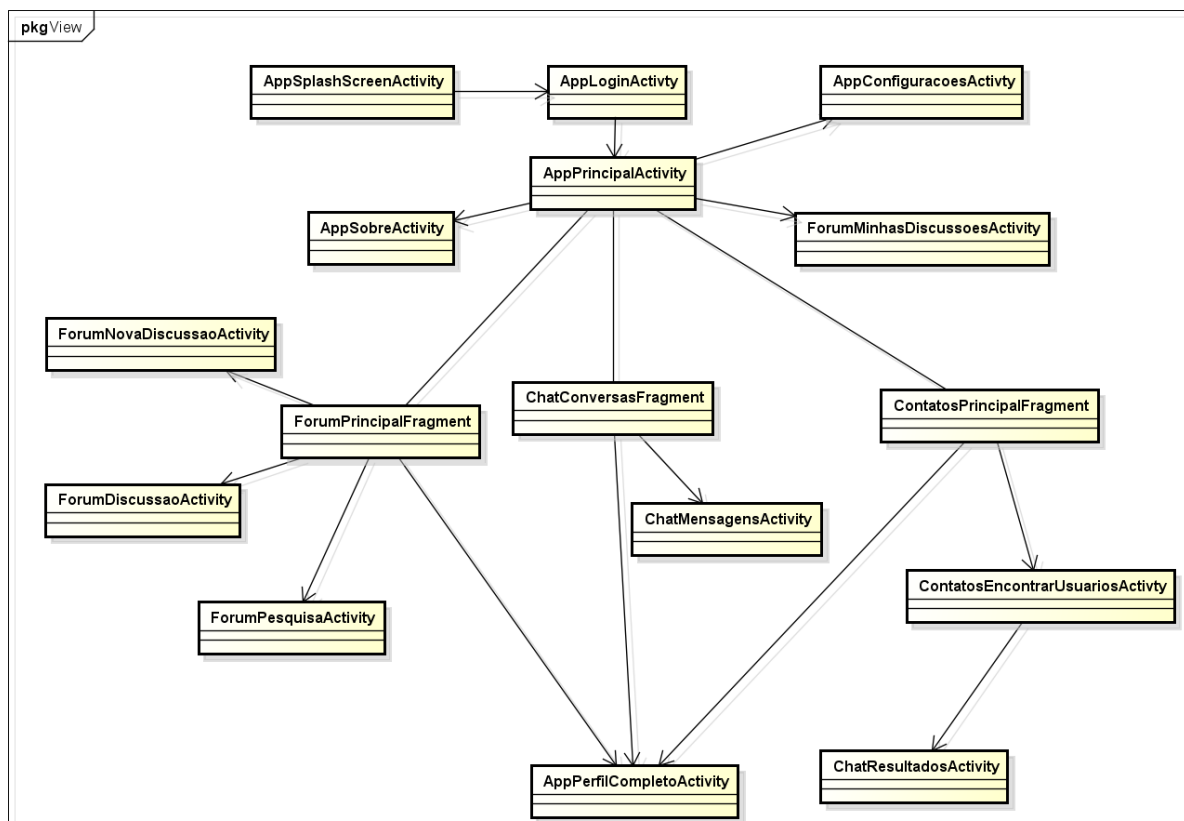 pkg View
AppSplashScreenActivity
AppLoginActivty
AppConfiguracoesActivty
AppPrincipalActivity
AppSobreActivity
ForumMinhasDiscussoesActivity
ForumNovaDiscussaoActivity
ForumPrincipalFragment
ChatConversasFragment
ContatosPrincipalFragment
ForumDiscussaoActivity
ChatMensagensActivity
ForumPesquisaActivity
ContatosEncontrarUsuariosActivty
AppPerfilCompletoActivity
ChatResultadosActivity